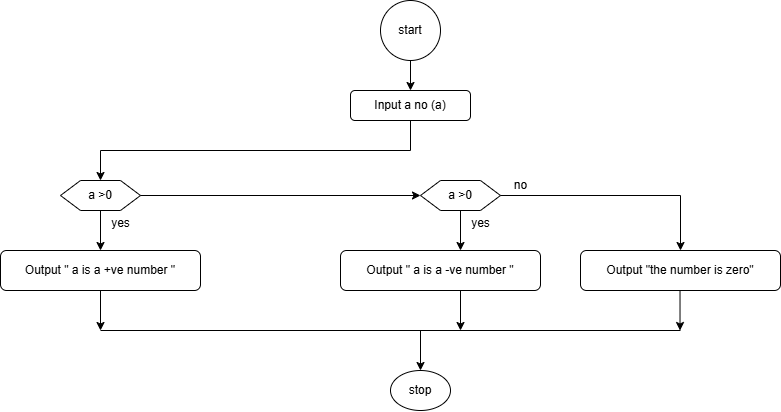 start
Input a no (a)
a >0
a >0
no
yes
yes
Output " a is a +ve number "
Output " a is a -ve number "
Output "the number is zero"
stop